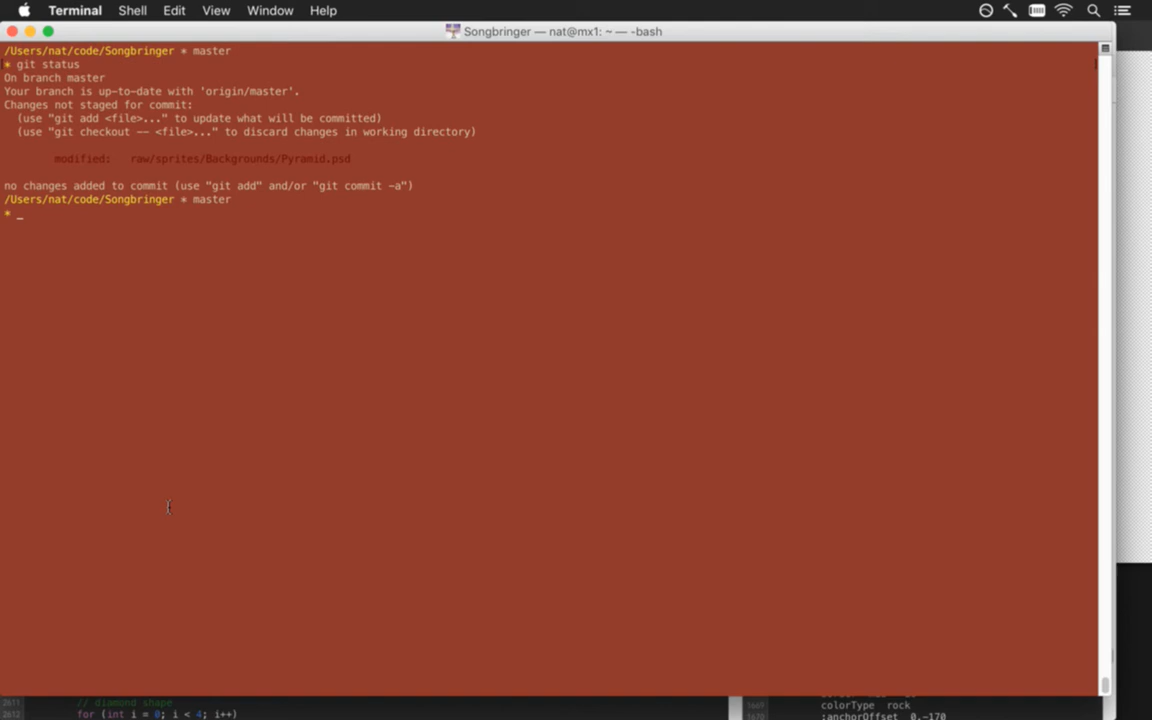 Terminal Shell Edit View Window Help
Songbringer — nat@mx1: ~ — -bash
/Users/nat/code/Songbringer * master
* git status
On branch master
Your branch is up-to-date with 'origin/master'.
Changes not staged for commit:
(use "git add <file>..." to update what will be committed)
(use "git checkout -- <file>..." to discard changes in working directory)
modified: raw/sprites/Backgrounds/Pyramid.psd
no changes added to commit (use "git add" and/or "git commit -a")
/Users/nat/code/Songbringer * master
* _
2611 // diamond shape
2612 for (int i = 0; i < 4; i++)
1669 colorType rock
1670 :anchorOffset 0,-170